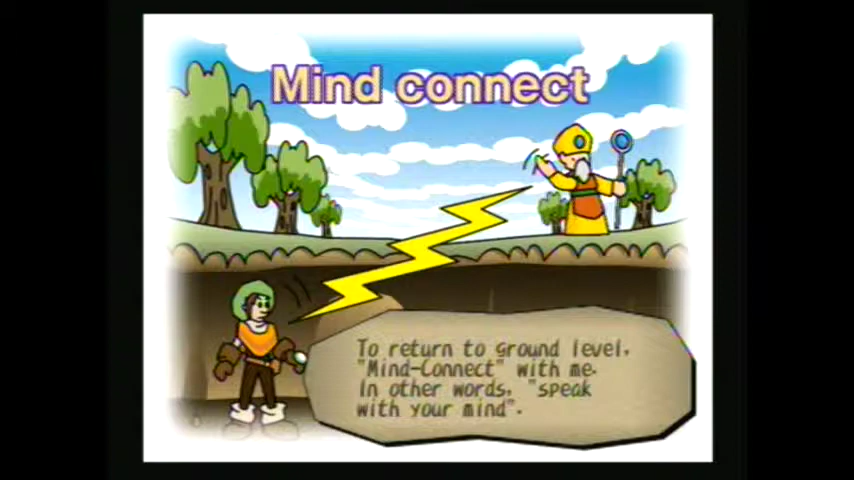 Mind connect
To return to ground level,
"Mind-Connect" with me.
In other words, "speak
with your mind".